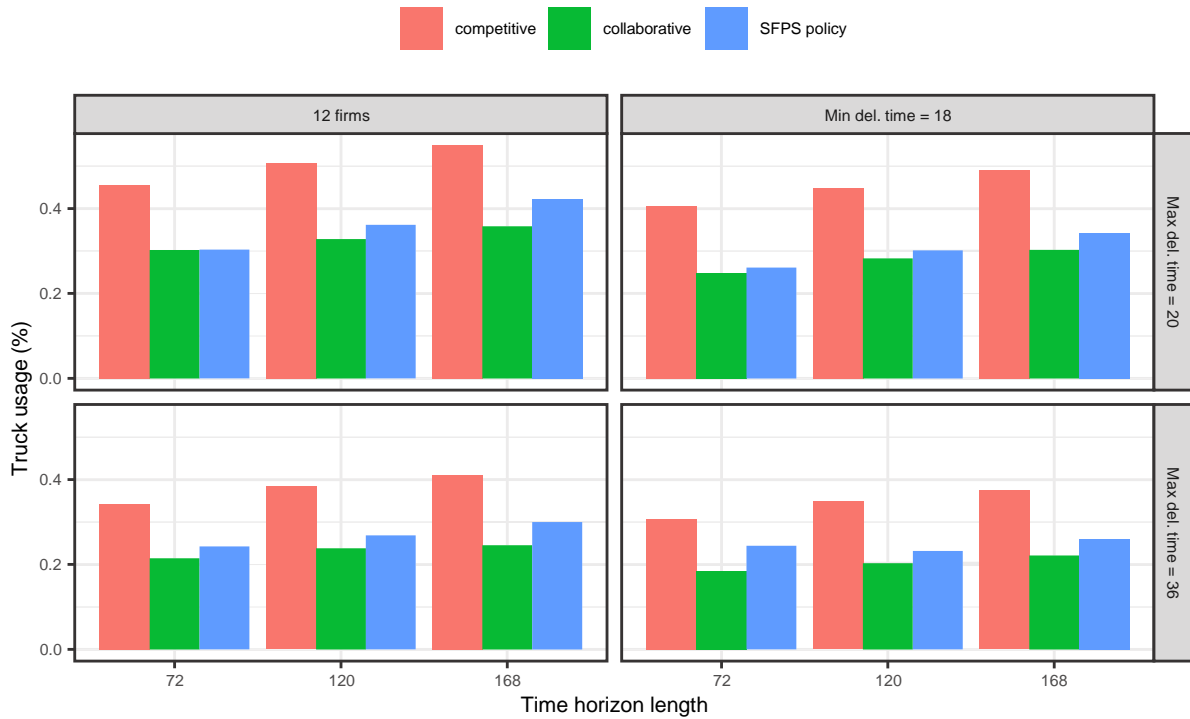 competitive collaborative SFPS policy
12 firms Min del. time = 18
0.4
0.2
0.0
Max del. time = 20
0.4
0.2
0.0
Max del. time = 36
Truck usage (%)
72 120 168 72 120 168
Time horizon length